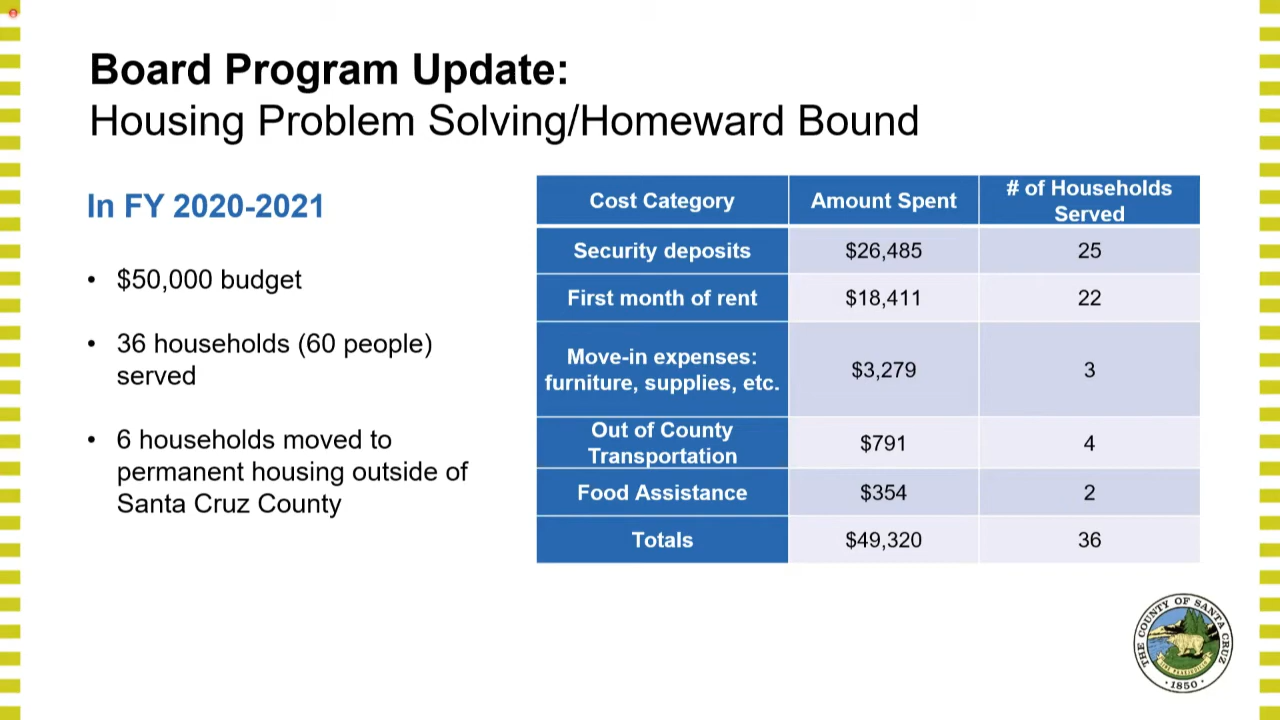 Board Program Update:
Housing Problem Solving/Homeward Bound
In FY 2020-2021
• $50,000 budget
• 36 households (60 people)
served
• 6 households moved to
permanent housing outside of
Santa Cruz County
Cost Category Amount Spent # of Households
Served
Security deposits $26,485 25
First month of rent $18,411 22
Move-in expenses:
furniture, supplies, etc. $3,279 3
Out of County
Transportation $791 4
Food Assistance $354 2
Totals $49,320 36
THE COUNTY OF SANTA CRUZ
· 1850 ·